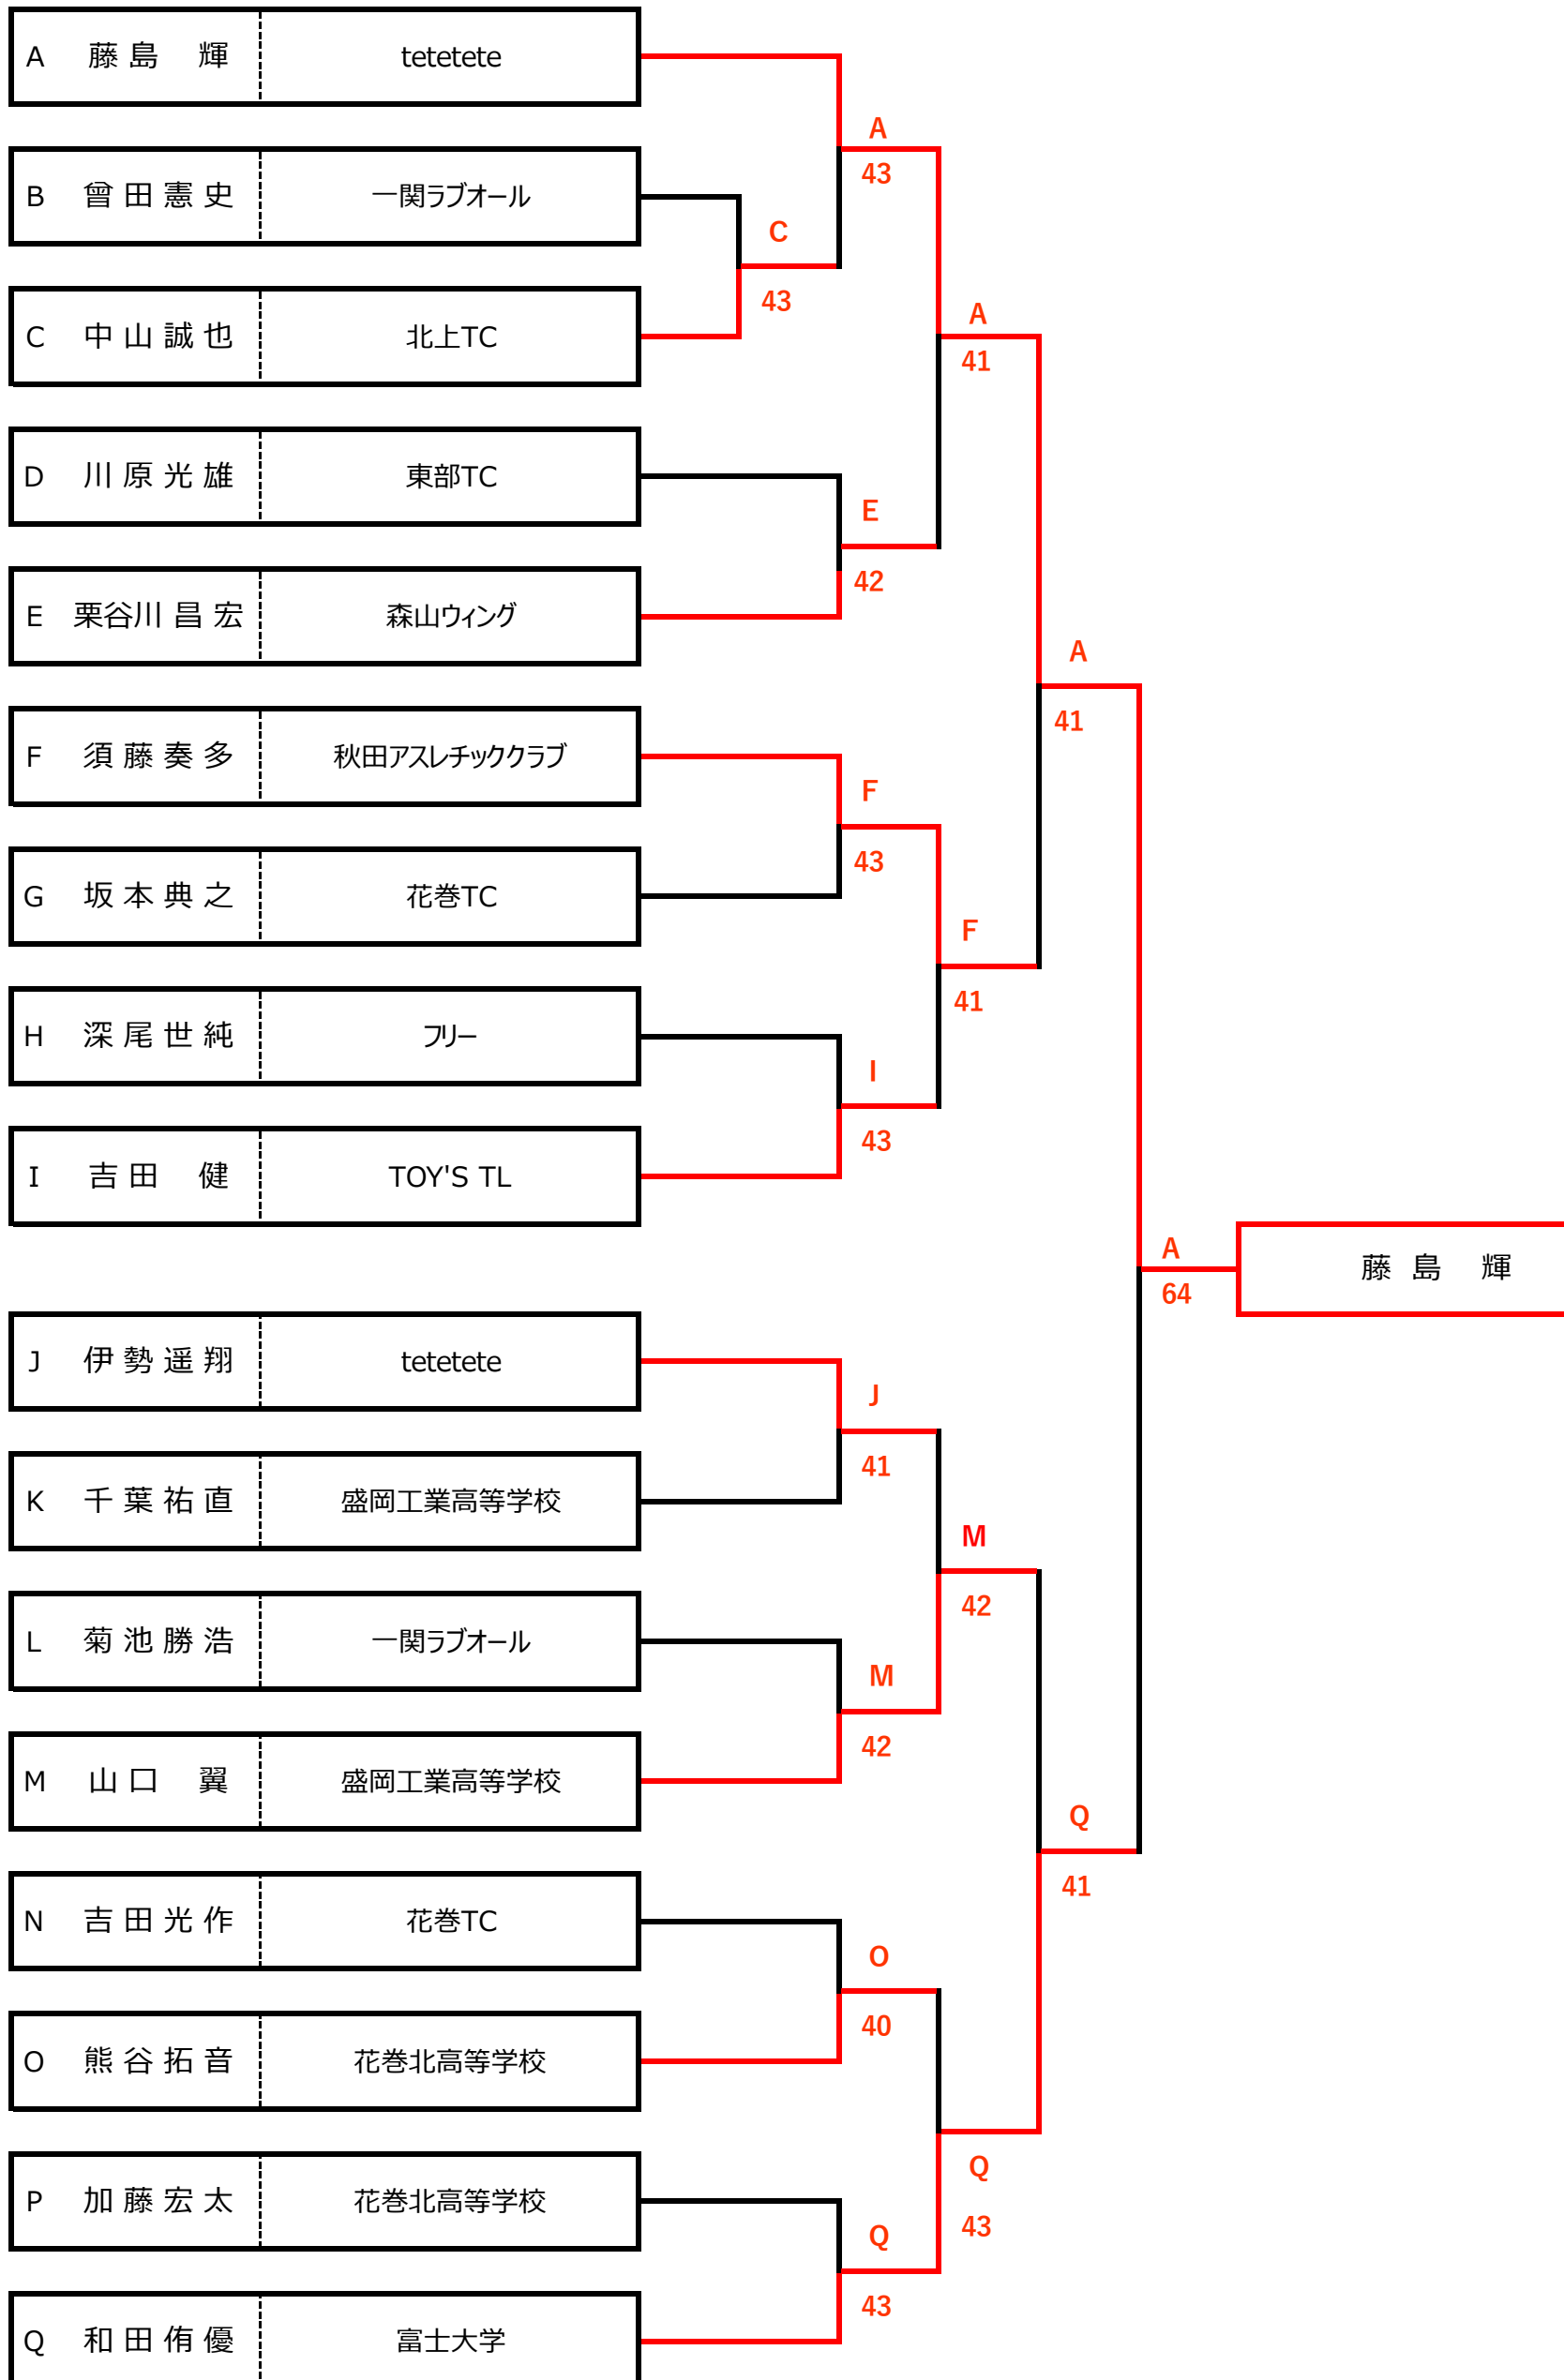 A 藤島 輝 tetetete
A
43
B 曾田憲史 一関ラブオール
C
43
C 中山誠也 北上TC
A
41
D 川原光雄 東部TC
E
42
E 栗谷川昌宏 森山ウィング
A
41
F 須藤奏多 秋田アスレチッククラブ
F
43
G 坂本典之 花巻TC
F
41
H 深尾世純 フリー
I
43
I 吉田 健 TOY'S TL
A
64
藤島 輝
J 伊勢遥翔 tetetete
J
41
K 千葉祐直 盛岡工業高等学校
M
42
L 菊池勝浩 一関ラブオール
M
42
M 山口 翼 盛岡工業高等学校
Q
41
N 吉田光作 花巻TC
O
40
O 熊谷拓音 花巻北高等学校
Q
43
P 加藤宏太 花巻北高等学校
Q
43
Q 和田侑優 富士大学